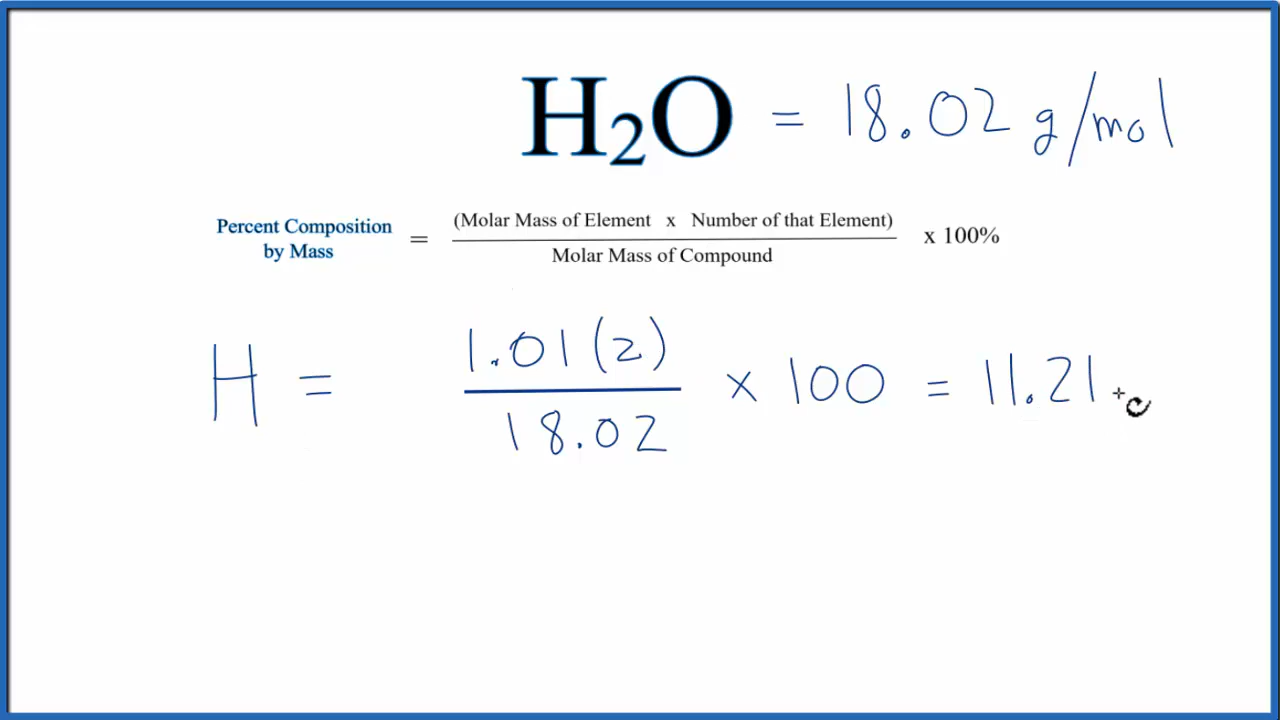 H2O = 18.02 g/mol
Percent Composition by Mass = (Molar Mass of Element x Number of that Element) / Molar Mass of Compound x 100%
H = 1.01(2) / 18.02 x 100 = 11.21